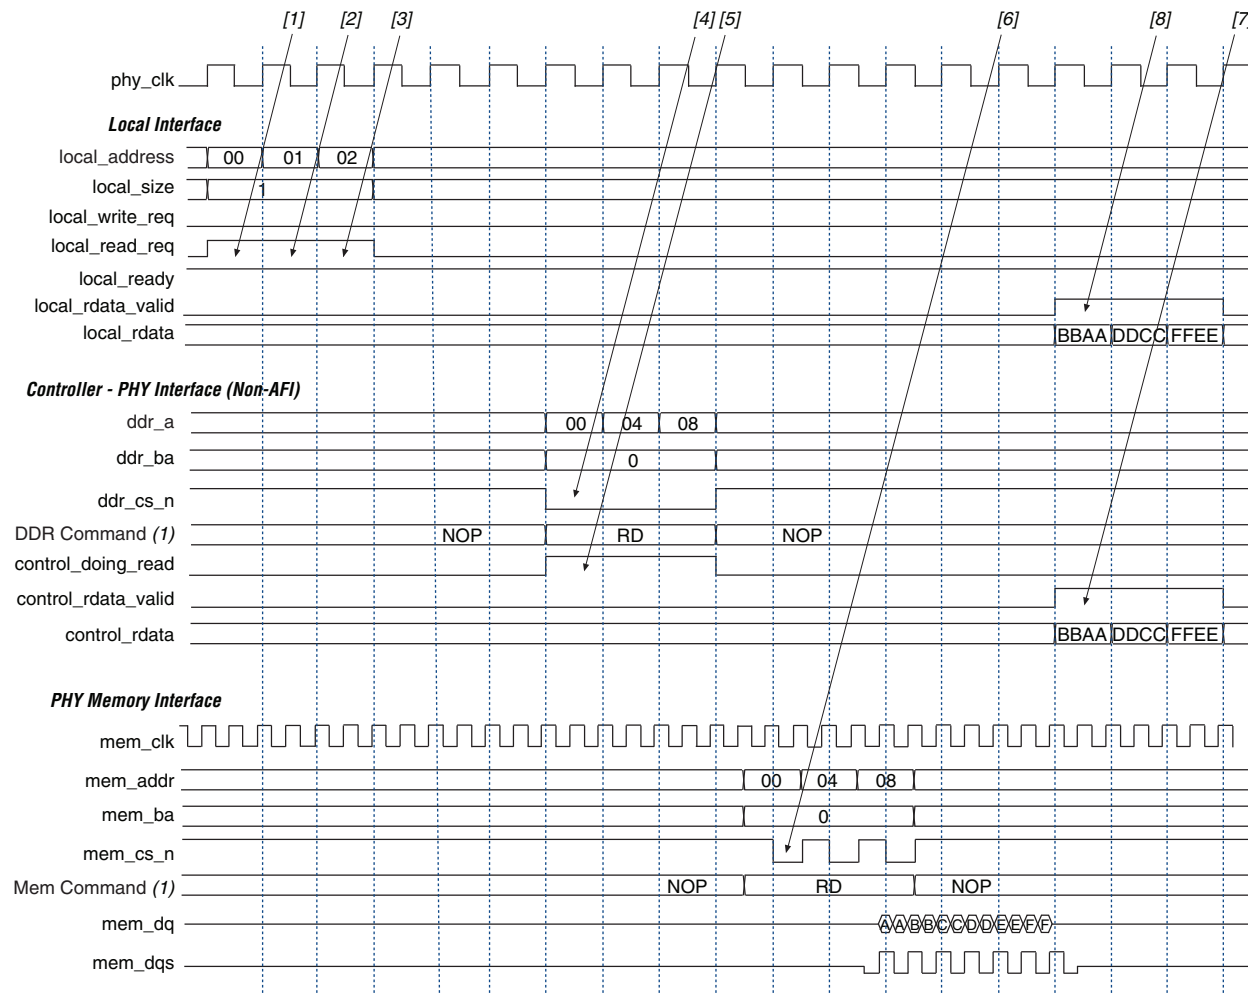 [1] [2] [3] [4] [5] [6] [8] [7]
phy_clk
Local Interface
local_address 00 01 02
local_size 1
local_write_req
local_read_req
local_ready
local_rdata_valid
local_rdata BBAA DDCC FFEE
Controller - PHY Interface (Non-AFI)
ddr_a 00 04 08
ddr_ba 0
ddr_cs_n
DDR Command (1) NOP RD NOP
control_doing_read
control_rdata_valid
control_rdata BBAA DDCC FFEE
PHY Memory Interface
mem_clk
mem_addr 00 04 08
mem_ba 0
mem_cs_n
Mem Command (1) NOP RD NOP
mem_dq A A B B C C D D E E F F
mem_dqs